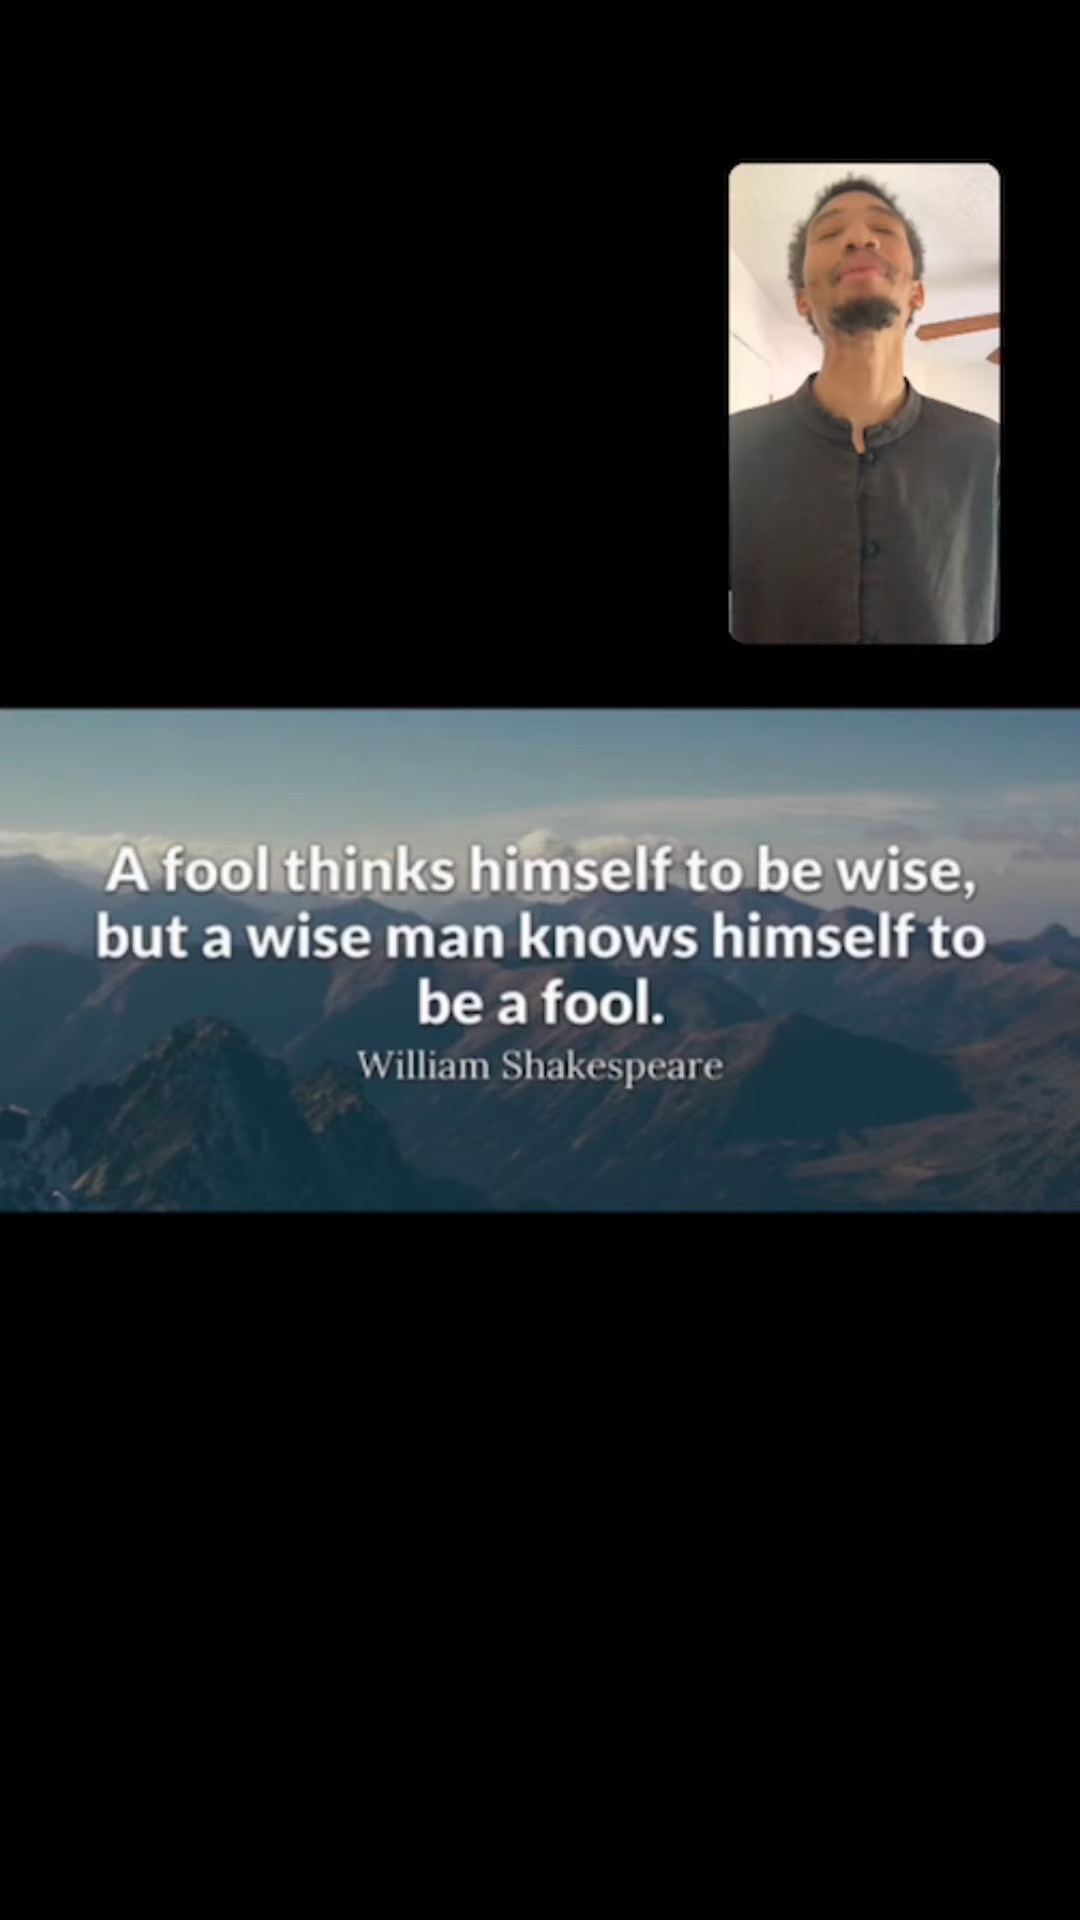 A fool thinks himself to be wise,
but a wise man knows himself to
be a fool.
William Shakespeare